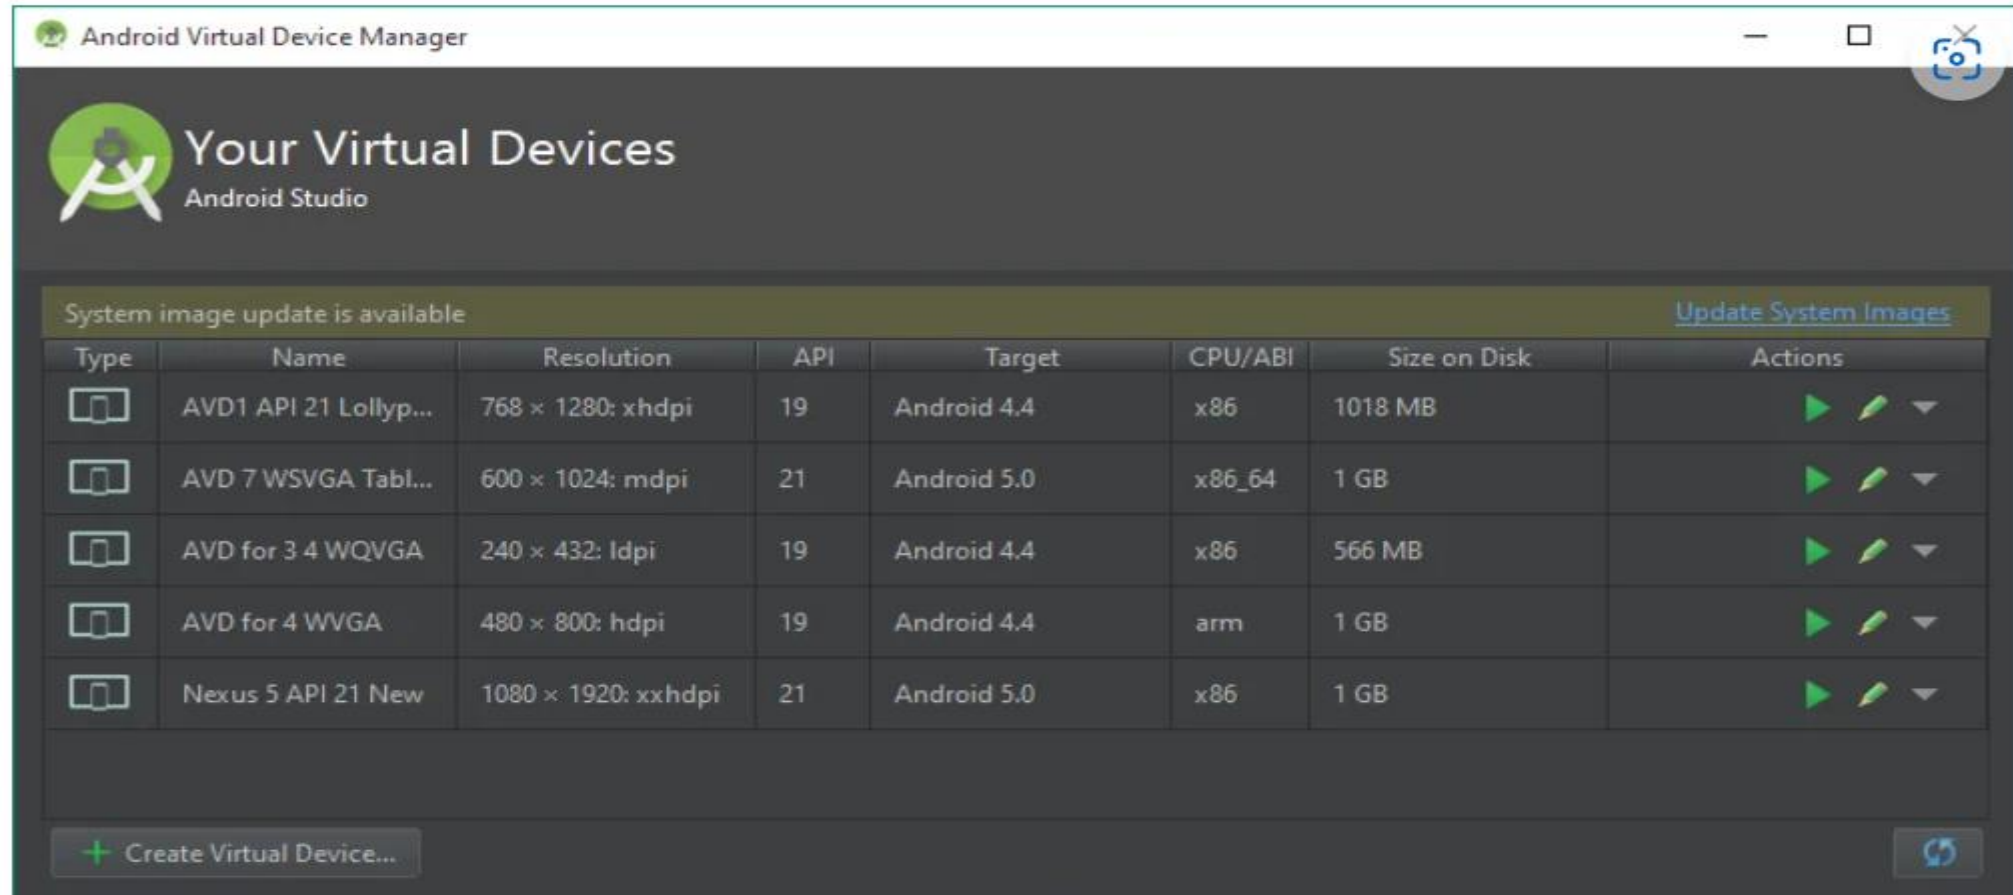 Android Virtual Device Manager
Your Virtual Devices
Android Studio
System image update is available Update System Images
Type Name Resolution API Target CPU/ABI Size on Disk Actions
AVD1 API 21 Lollyp... 768 × 1280: xhdpi 19 Android 4.4 x86 1018 MB
AVD 7 WSVGA Tabl... 600 × 1024: mdpi 21 Android 5.0 x86_64 1 GB
AVD for 3 4 WQVGA 240 × 432: ldpi 19 Android 4.4 x86 566 MB
AVD for 4 WVGA 480 × 800: hdpi 19 Android 4.4 arm 1 GB
Nexus 5 API 21 New 1080 × 1920: xxhdpi 21 Android 5.0 x86 1 GB
Create Virtual Device...